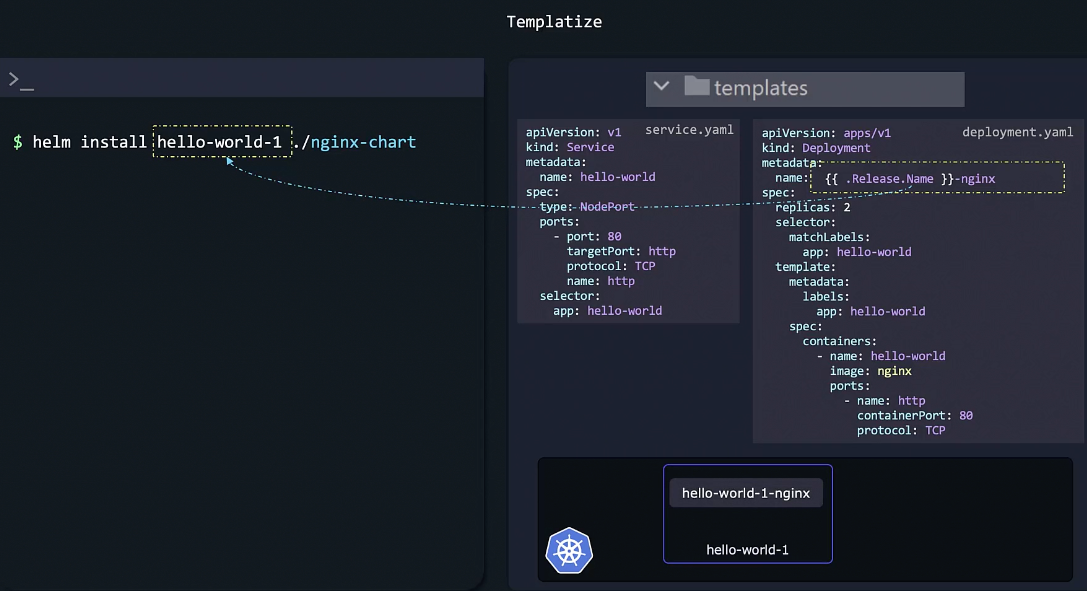 Templatize
>_
$ helm install hello-world-1 ./nginx-chart
templates
service.yaml
apiVersion: v1
kind: Service
metadata:
  name: hello-world
spec:
  type: NodePort
  ports:
    - port: 80
      targetPort: http
      protocol: TCP
      name: http
  selector:
    app: hello-world
deployment.yaml
apiVersion: apps/v1
kind: Deployment
metadata:
  name: {{ .Release.Name }}-nginx
spec:
  replicas: 2
  selector:
    matchLabels:
      app: hello-world
  template:
    metadata:
      labels:
        app: hello-world
    spec:
      containers:
        - name: hello-world
          image: nginx
          ports:
            - name: http
              containerPort: 80
              protocol: TCP
hello-world-1-nginx
hello-world-1